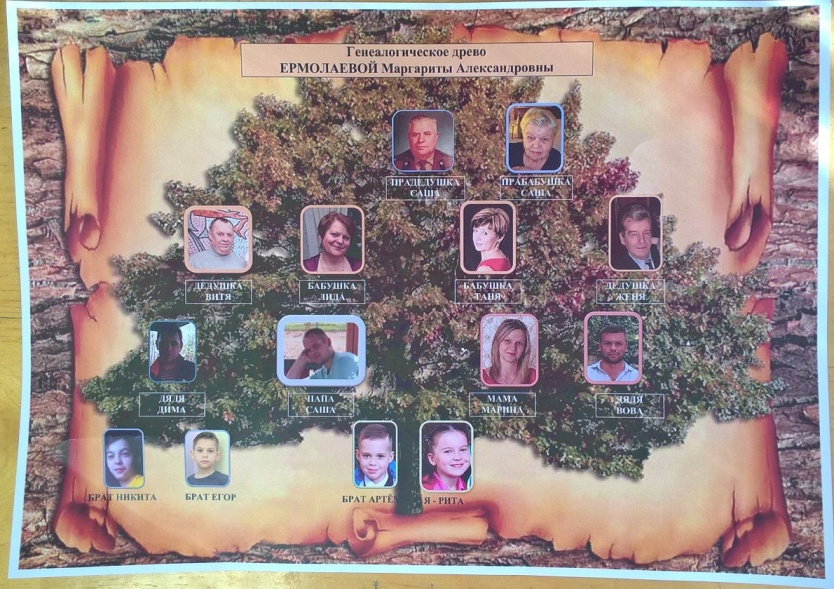 Генеалогическое древо
ЕРМОЛАЕВОЙ Маргариты Александровны
ПРАДЕДУШКА
САША
ПРАБАБУШКА
САША
ДЕДУШКА
ВИТЯ
БАБУШКА
ЛИДА
БАБУШКА
ТАНЯ
ДЕДУШКА
ЖЕНЯ
ДЯДЯ
ДИМА
ПАПА
САША
МАМА
МАРИНА
ДЯДЯ
ВОВА
БРАТ НИКИТА
БРАТ ЕГОР
БРАТ АРТЁМ
Я - РИТА